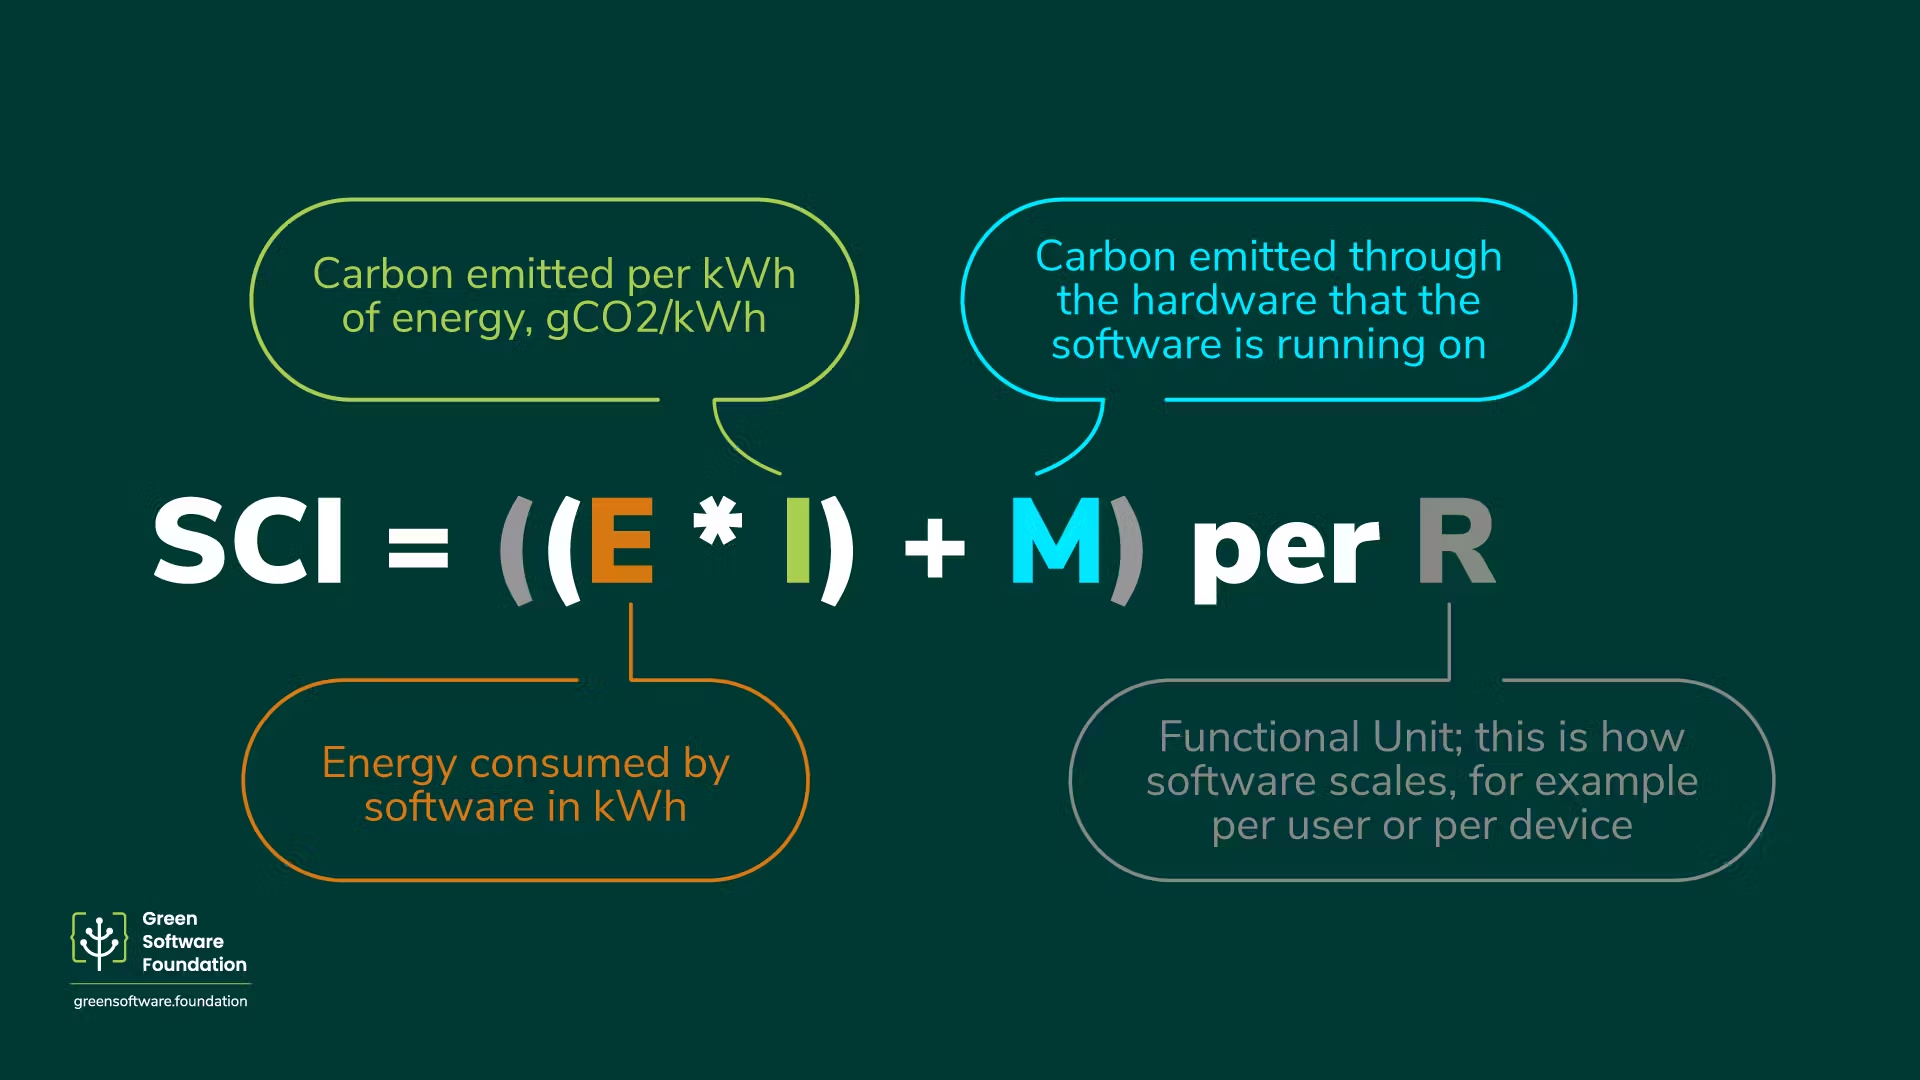 Carbon emitted per kWh
of energy, gCO2/kWh
Carbon emitted through
the hardware that the
software is running on
SCI = ((E * I) + M) per R
Energy consumed by
software in kWh
Functional Unit; this is how
software scales, for example
per user or per device
Green
Software
Foundation
greensoftware.foundation